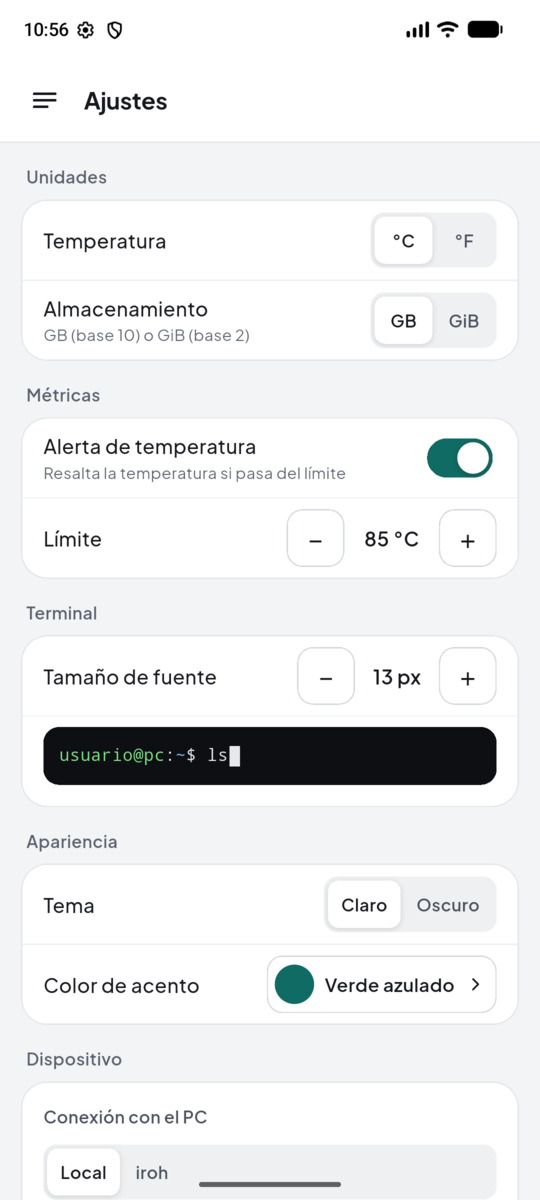 10:56
Ajustes
Unidades
Temperatura
°C
°F
Almacenamiento
GB (base 10) o GiB (base 2)
GB
GiB
Métricas
Alerta de temperatura
Resalta la temperatura si pasa del límite
Límite
−
85 °C
+
Terminal
Tamaño de fuente
−
13 px
+
usuario@pc:~$ ls
Apariencia
Tema
Claro
Oscuro
Color de acento
Verde azulado
Dispositivo
Conexión con el PC
Local
iroh